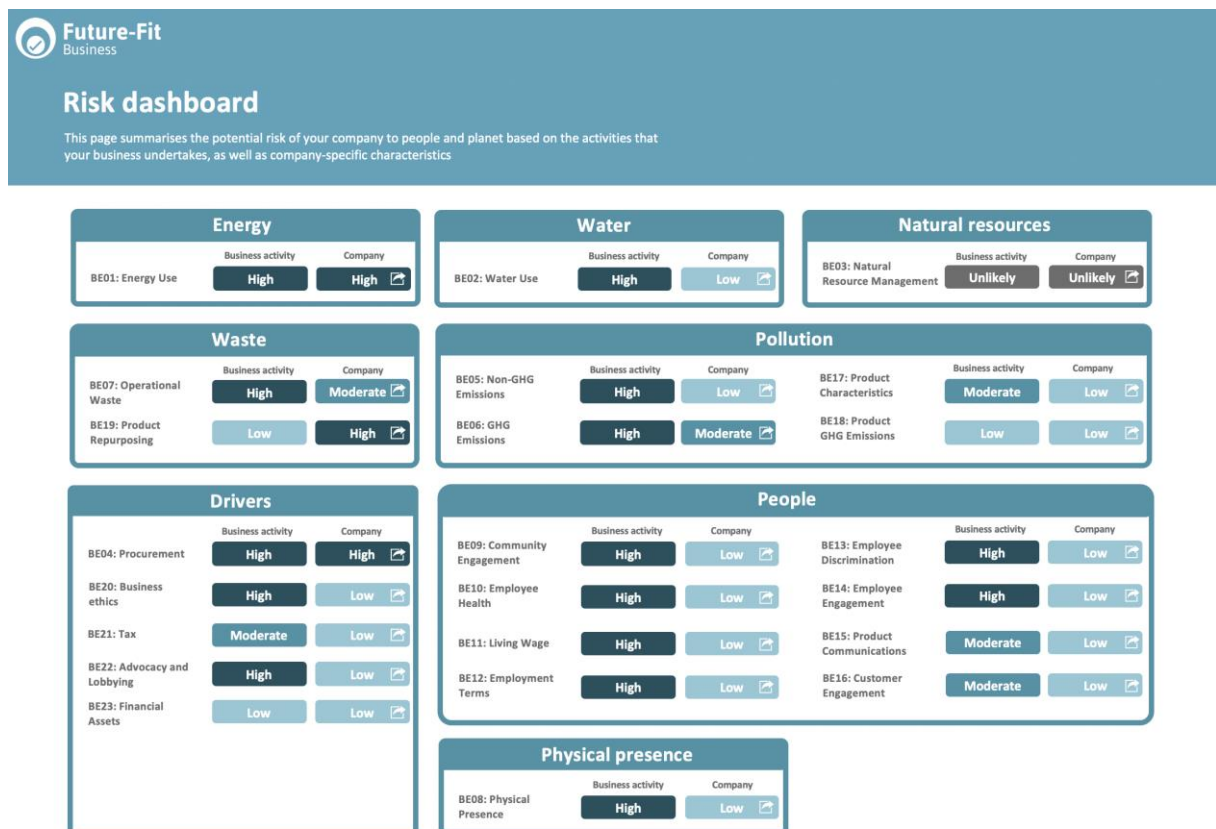 Future-Fit
Business
Risk dashboard
This page summarises the potential risk of your company to people and planet based on the activities that
your business undertakes, as well as company-specific characteristics
Energy
Business activity Company
BE01: Energy Use High High
Water
Business activity Company
BE02: Water Use High Low
Natural resources
Business activity Company
BE03: Natural
Resource Management Unlikely Unlikely
Waste
Business activity Company
BE07: Operational
Waste High Moderate
BE19: Product
Repurposing Low High
Pollution
Business activity Company
BE05: Non-GHG
Emissions High Low
BE06: GHG
Emissions High Moderate
Business activity Company
BE17: Product
Characteristics Moderate Low
BE18: Product
GHG Emissions Low Low
Drivers
Business activity Company
BE04: Procurement High High
BE20: Business
ethics High Low
BE21: Tax Moderate Low
BE22: Advocacy and
Lobbying High Low
BE23: Financial
Assets Low Low
People
Business activity Company
BE09: Community
Engagement High Low
BE10: Employee
Health High Low
BE11: Living Wage High Low
BE12: Employment
Terms High Low
Business activity Company
BE13: Employee
Discrimination High Low
BE14: Employee
Engagement High Low
BE15: Product
Communications Moderate Low
BE16: Customer
Engagement Moderate Low
Physical presence
Business activity Company
BE08: Physical
Presence High Low